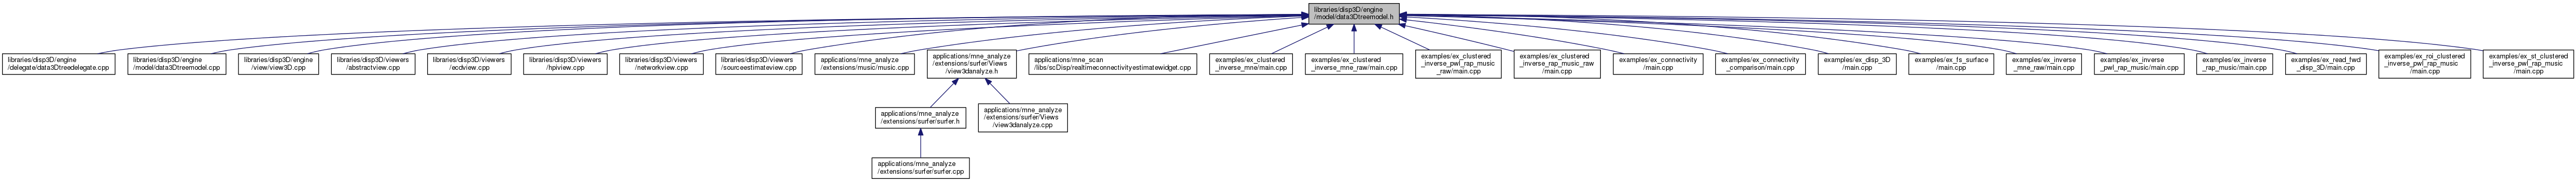 libraries/disp3D/engine
/model/data3Dtreemodel.h
libraries/disp3D/engine
/delegate/data3Dtreedelegate.cpp
libraries/disp3D/engine
/model/data3Dtreemodel.cpp
libraries/disp3D/engine
/view/view3D.cpp
libraries/disp3D/viewers
/abstractview.cpp
libraries/disp3D/viewers
/ecdview.cpp
libraries/disp3D/viewers
/hpiview.cpp
libraries/disp3D/viewers
/networkview.cpp
libraries/disp3D/viewers
/sourceestimateview.cpp
applications/mne_analyze
/extensions/music/music.cpp
applications/mne_analyze
/extensions/surfer/Views
/view3danalyze.h
applications/mne_scan
/libs/scDisp/realtimeconnectivityestimatewidget.cpp
examples/ex_clustered
_inverse_mne/main.cpp
examples/ex_clustered
_inverse_mne_raw/main.cpp
examples/ex_clustered
_inverse_pwl_rap_music
_raw/main.cpp
examples/ex_clustered
_inverse_rap_music_raw
/main.cpp
examples/ex_connectivity
/main.cpp
examples/ex_connectivity
_comparison/main.cpp
examples/ex_disp_3D
/main.cpp
examples/ex_fs_surface
/main.cpp
examples/ex_inverse
_mne_raw/main.cpp
examples/ex_inverse
_pwl_rap_music/main.cpp
examples/ex_inverse
_rap_music/main.cpp
examples/ex_read_fwd
_disp_3D/main.cpp
examples/ex_roi_clustered
_inverse_pwl_rap_music
/main.cpp
examples/ex_st_clustered
_inverse_pwl_rap_music
/main.cpp
applications/mne_analyze
/extensions/surfer/surfer.h
applications/mne_analyze
/extensions/surfer/Views
/view3danalyze.cpp
applications/mne_analyze
/extensions/surfer/surfer.cpp